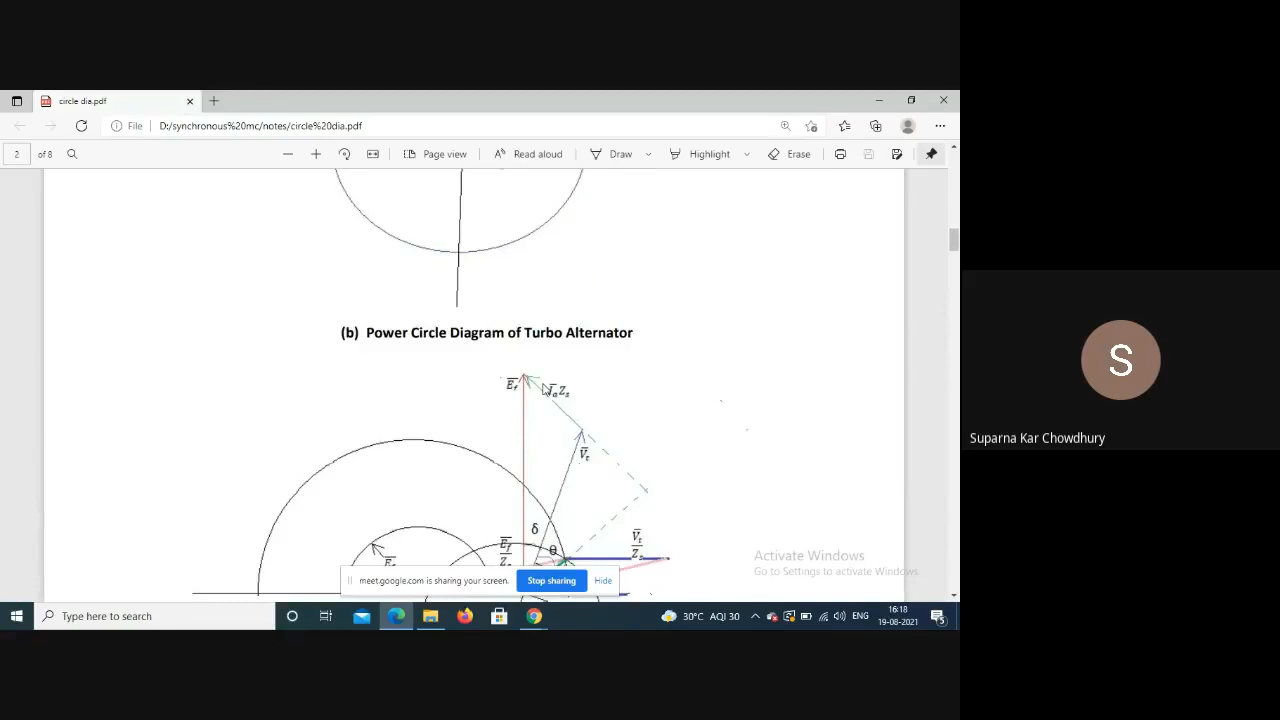 circle dia.pdf
File D:/synchronous%20mc/notes/circle%20dia.pdf
2 of 8 Page view Read aloud Draw Highlight Erase
(b) Power Circle Diagram of Turbo Alternator
E̅f
I̅aZs
V̅t
δ
θ
E̅f
V̅t
Zs
meet.google.com is sharing your screen. Stop sharing Hide
Activate Windows
Go to Settings to activate Windows.
Type here to search
30°C AQI 30
ENG
16:18
19-08-2021
5
S
Suparna Kar Chowdhury